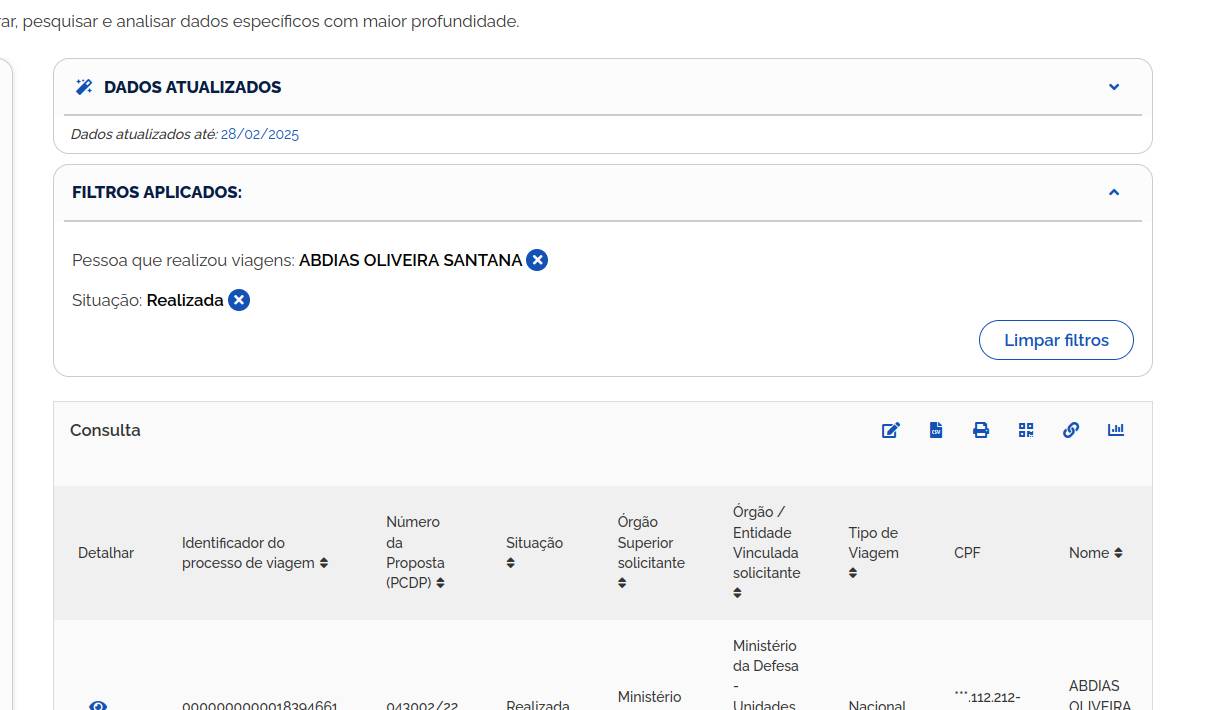 ar, pesquisar e analisar dados específicos com maior profundidade.
DADOS ATUALIZADOS
Dados atualizados até: 28/02/2025
FILTROS APLICADOS:
Pessoa que realizou viagens: ABDIAS OLIVEIRA SANTANA
Situação: Realizada
Limpar filtros
Consulta
CSV
Detalhar
Identificador do
processo de viagem
Número
da
Proposta
(PCDP)
Situação
Órgão
Superior
solicitante
Órgão /
Entidade
Vinculada
solicitante
Tipo de
Viagem
CPF
Nome
0000000000018394661
043002/22
Realizada
Ministério
Ministério
da Defesa
-
Unidades
Nacional
***.112.212-
ABDIAS
OLIVEIRA